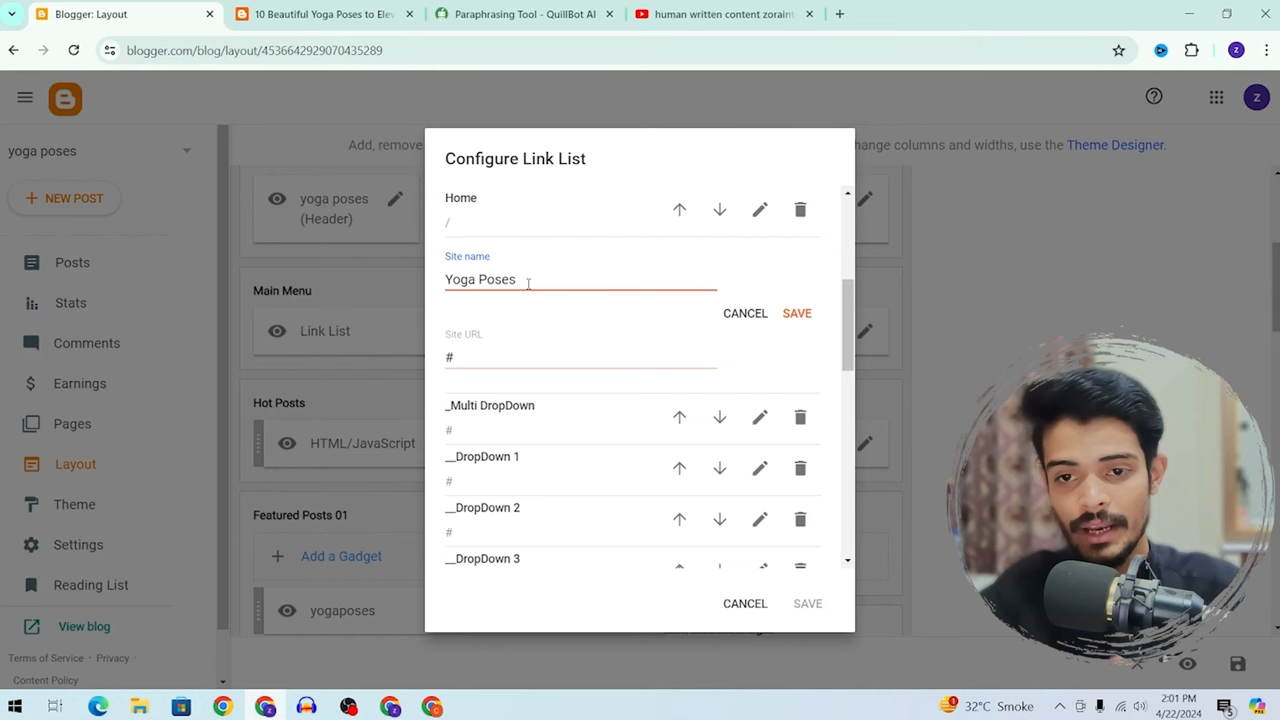 Blogger: Layout
10 Beautiful Yoga Poses to Elev
Paraphrasing Tool - QuillBot AI
human written content zoraint
blogger.com/blog/layout/4536642929070435289
z
z
yoga poses
NEW POST
Posts
Stats
Comments
Earnings
Pages
Layout
Theme
Settings
Reading List
View blog
Terms of Service · Privacy ·
Content Policy
Add, remove
change columns and widths, use the Theme Designer.
yoga poses
(Header)
Main Menu
Link List
Hot Posts
HTML/JavaScript
Featured Posts 01
Add a Gadget
yogaposes
Configure Link List
Home
/
Site name
Yoga Poses
CANCEL
SAVE
Site URL
#
_Multi DropDown
#
__DropDown 1
#
__DropDown 2
#
__DropDown 3
CANCEL
SAVE
32°C Smoke
2:01 PM
4/22/2024
5